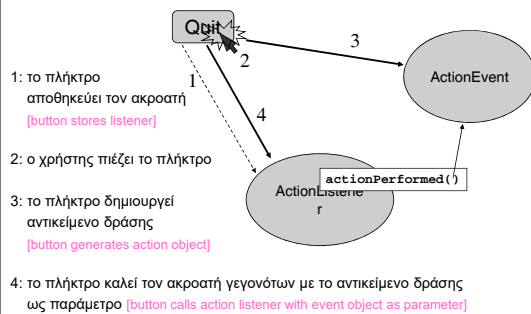 Quit
2
3
1
4
ActionEvent
1: το πλήκτρο
αποθηκεύει τον ακροατή
[button stores listener]
2: ο χρήστης πιέζει το πλήκτρο
actionPerformed()
ActionListene
r
3: το πλήκτρο δημιουργεί
αντικείμενο δράσης
[button generates action object]
4: το πλήκτρο καλεί τον ακροατή γεγονότων με το αντικείμενο δράσης
ως παράμετρο [button calls action listener with event object as parameter]